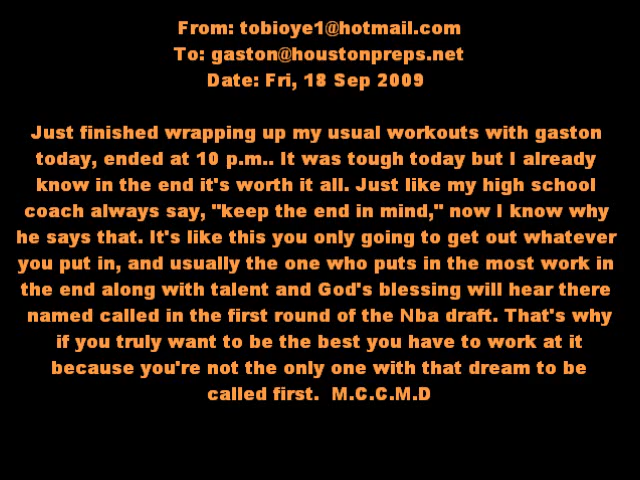 From: tobioye1@hotmail.com
To: gaston@houstonpreps.net
Date: Fri, 18 Sep 2009
Just finished wrapping up my usual workouts with gaston
today, ended at 10 p.m.. It was tough today but I already
know in the end it's worth it all. Just like my high school
coach always say, "keep the end in mind," now I know why
he says that. It's like this you only going to get out whatever
you put in, and usually the one who puts in the most work in
the end along with talent and God's blessing will hear there
named called in the first round of the Nba draft. That's why
if you truly want to be the best you have to work at it
because you're not the only one with that dream to be
called first.  M.C.C.M.D